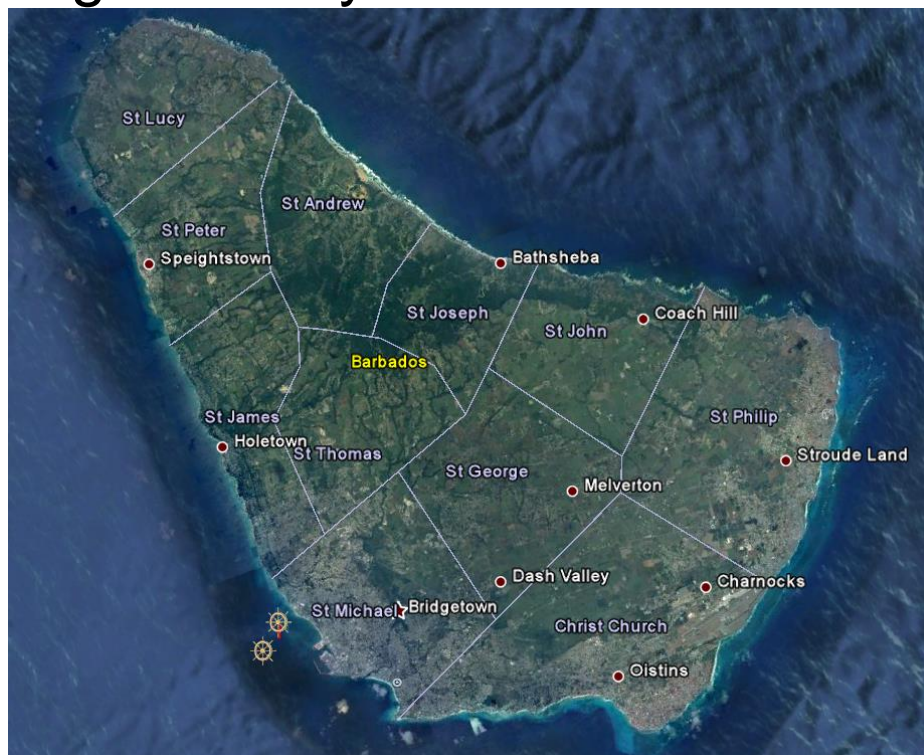 St Lucy
St Andrew
St Peter
Speightstown
Bathsheba
St Joseph
Coach Hill
St John
Barbados
St James
St Philip
Holetown
St Thomas
Stroude Land
St George
Melverton
Dash Valley
Charnocks
St Michael
Bridgetown
Christ Church
Oistins